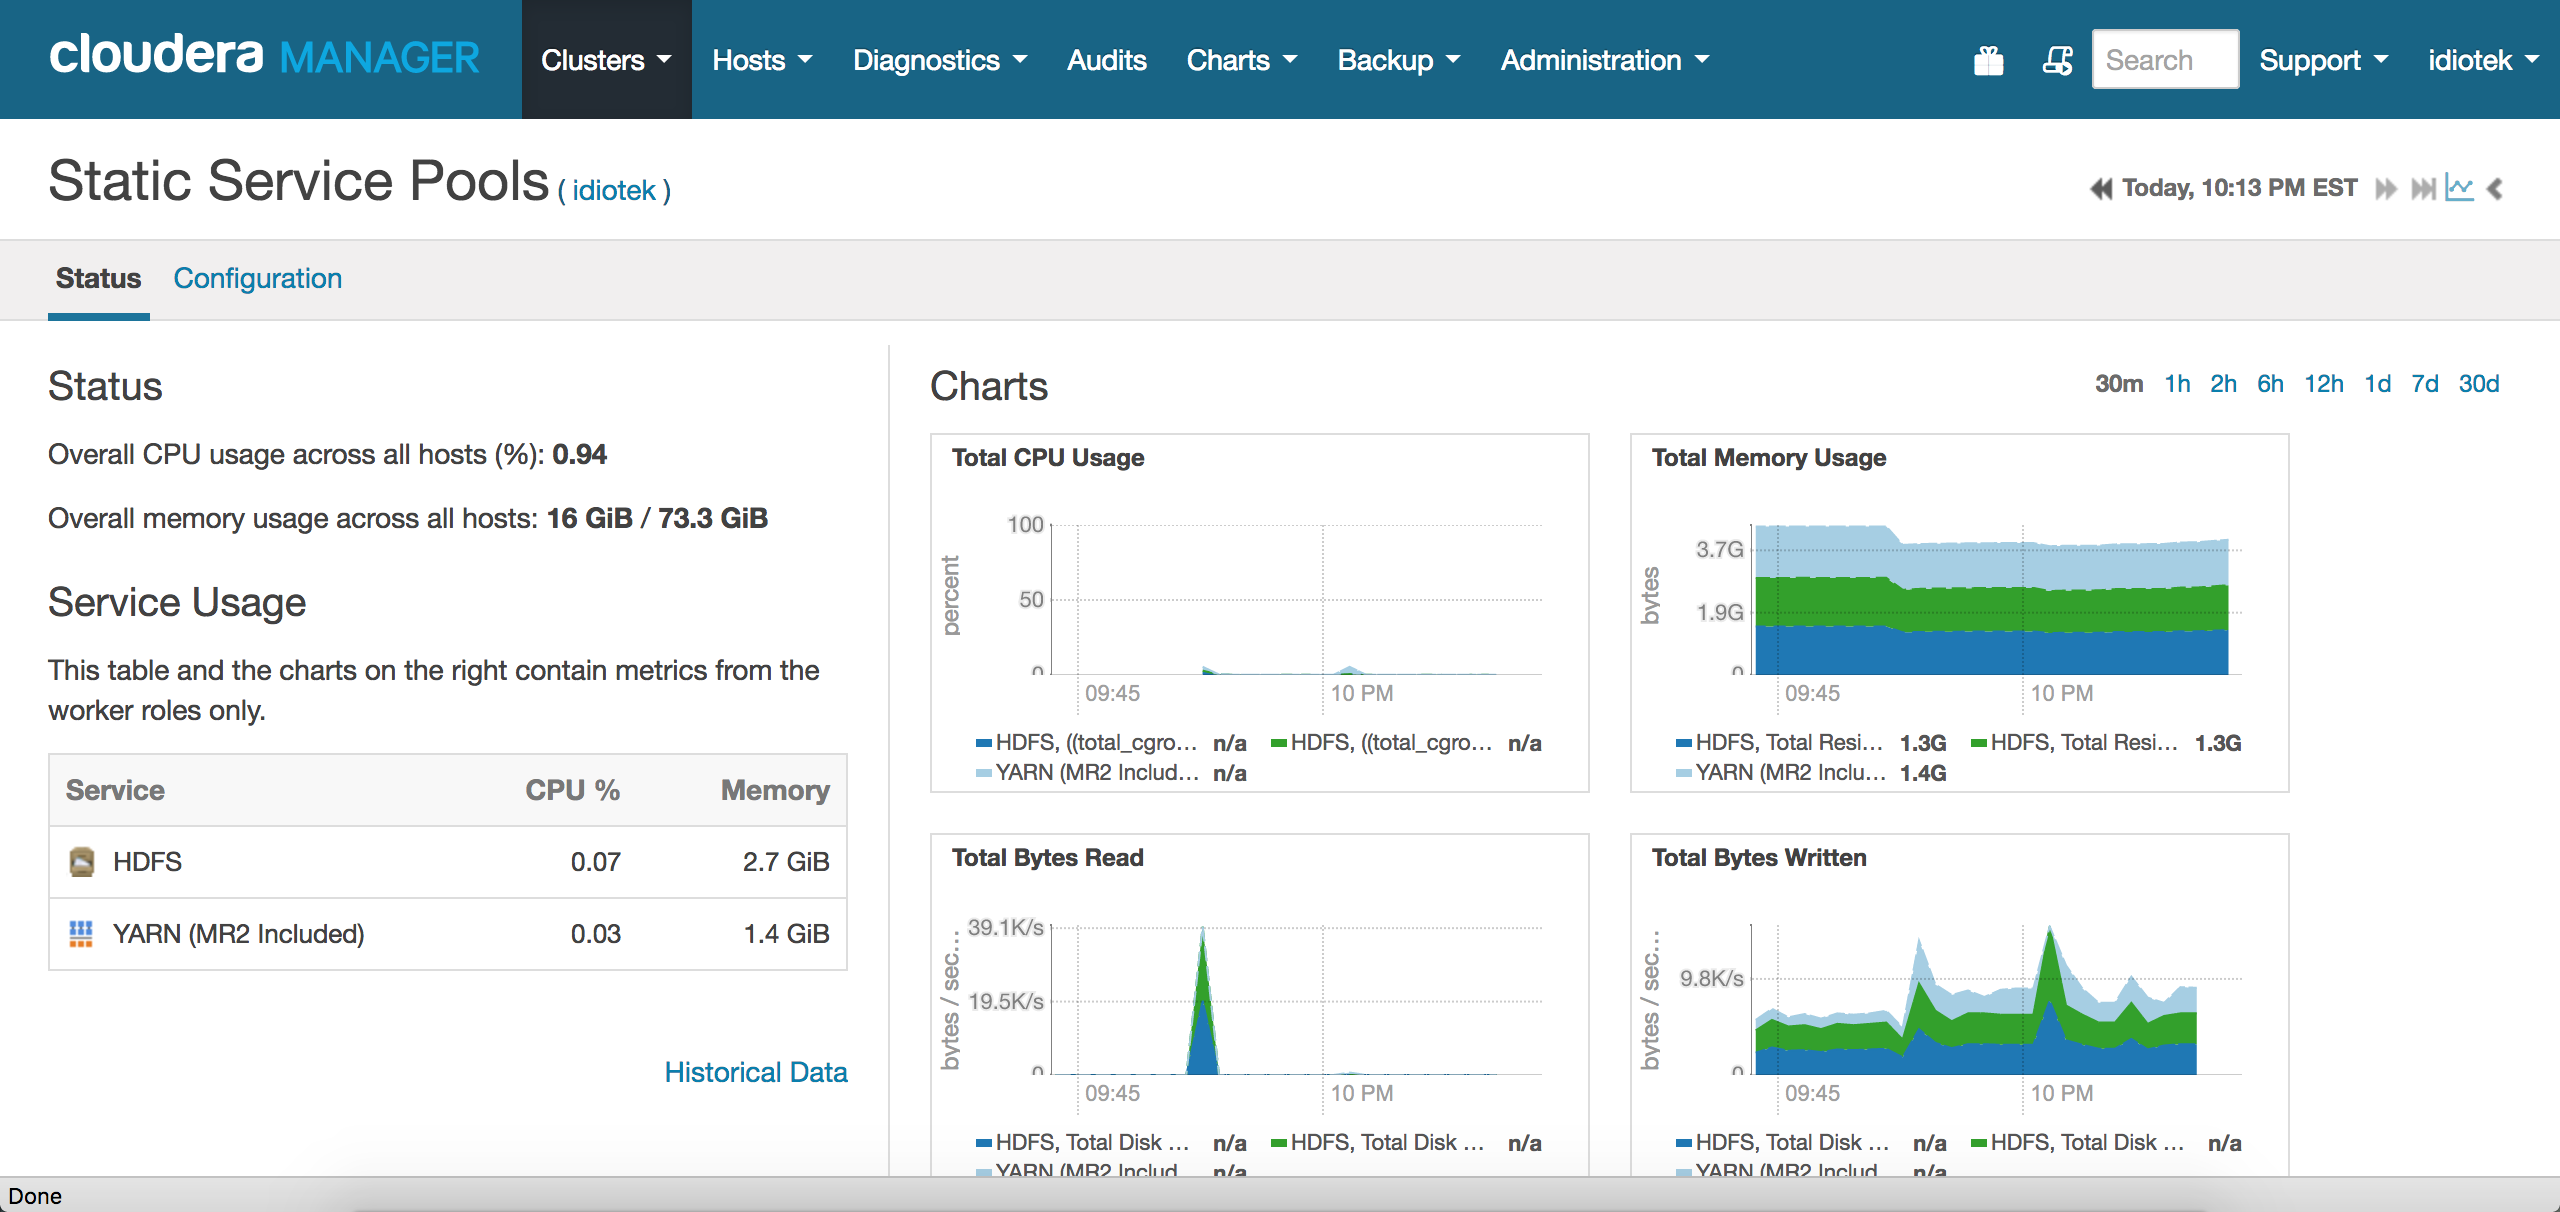 cloudera MANAGER Clusters Hosts Diagnostics Audits Charts Backup Administration Search Support idiotek
Static Service Pools ( idiotek )
Today, 10:13 PM EST
Status Configuration
Status
Overall CPU usage across all hosts (%): 0.94
Overall memory usage across all hosts: 16 GiB / 73.3 GiB
Service Usage
This table and the charts on the right contain metrics from the
worker roles only.
Service CPU % Memory
HDFS 0.07 2.7 GiB
YARN (MR2 Included) 0.03 1.4 GiB
Historical Data
Charts
30m 1h 2h 6h 12h 1d 7d 30d
Total CPU Usage
percent
100
50
0
09:45 10 PM
HDFS, ((total_cgro... n/a HDFS, ((total_cgro... n/a
YARN (MR2 Includ... n/a
Total Memory Usage
bytes
3.7G
1.9G
0
09:45 10 PM
HDFS, Total Resi... 1.3G HDFS, Total Resi... 1.3G
YARN (MR2 Inclu... 1.4G
Total Bytes Read
bytes / sec...
39.1K/s
19.5K/s
0
09:45 10 PM
HDFS, Total Disk ... n/a HDFS, Total Disk ... n/a
YARN (MR2 Includ n/a
Total Bytes Written
bytes / sec...
9.8K/s
0
09:45 10 PM
HDFS, Total Disk ... n/a HDFS, Total Disk ... n/a
YARN (MR2 Includ n/a
Done